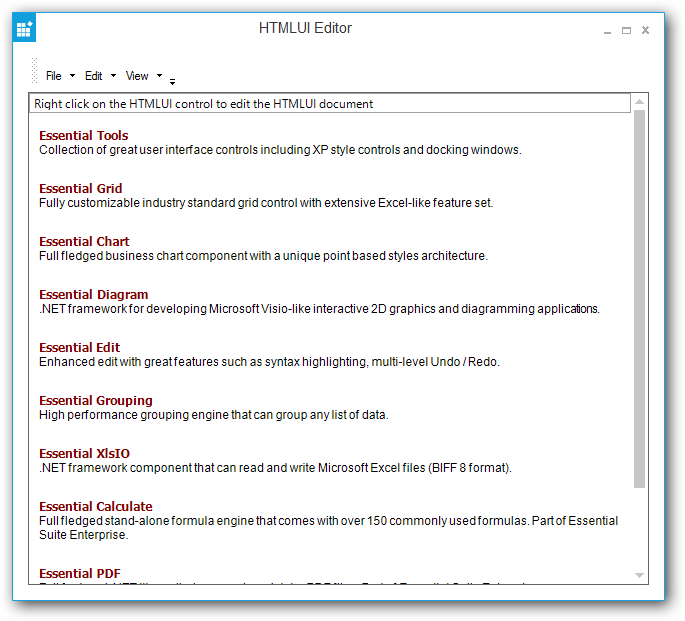 HTMLUI Editor
File Edit View
Right click on the HTMLUI control to edit the HTMLUI document
Essential Tools
Collection of great user interface controls including XP style controls and docking windows.
Essential Grid
Fully customizable industry standard grid control with extensive Excel-like feature set.
Essential Chart
Full fledged business chart component with a unique point based styles architecture.
Essential Diagram
.NET framework for developing Microsoft Visio-like interactive 2D graphics and diagramming applications.
Essential Edit
Enhanced edit with great features such as syntax highlighting, multi-level Undo / Redo.
Essential Grouping
High performance grouping engine that can group any list of data.
Essential XlsIO
.NET framework component that can read and write Microsoft Excel files (BIFF 8 format).
Essential Calculate
Full fledged stand-alone formula engine that comes with over 150 commonly used formulas. Part of Essential
Suite Enterprise.
Essential PDF